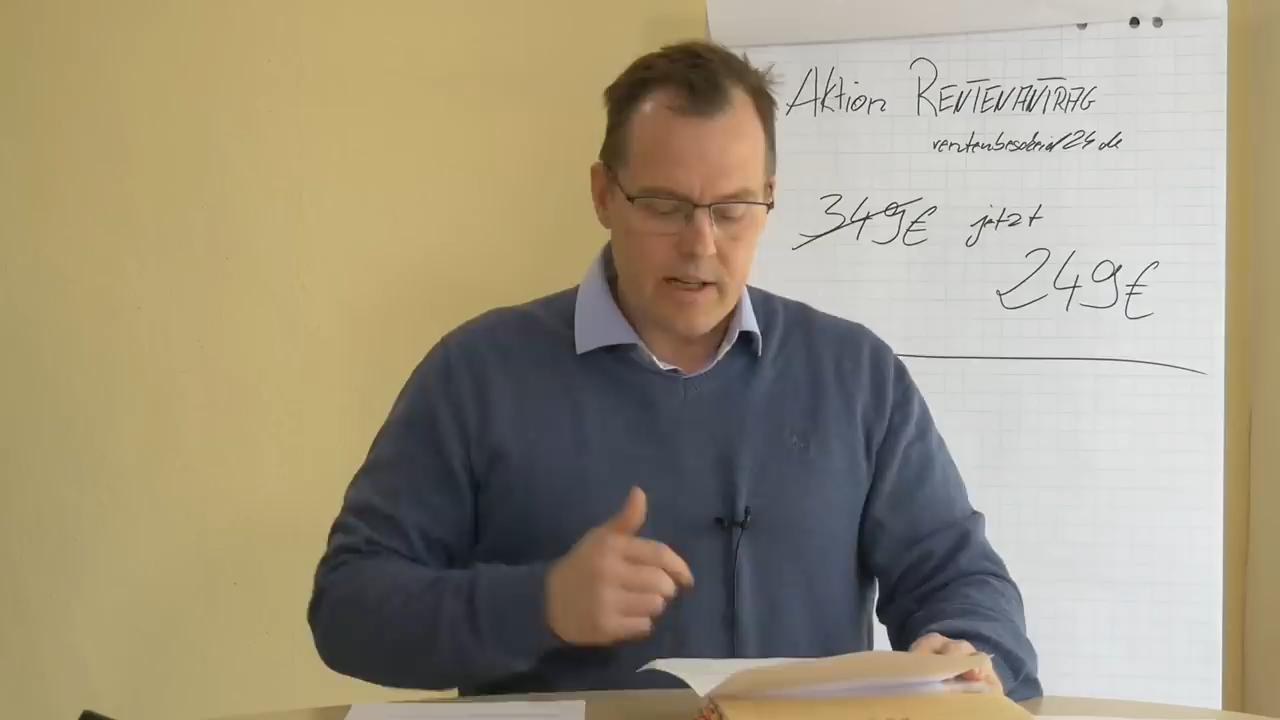 Aktion RENTENANTRAG
rentenbescheid24.de
349€ jetzt
249€